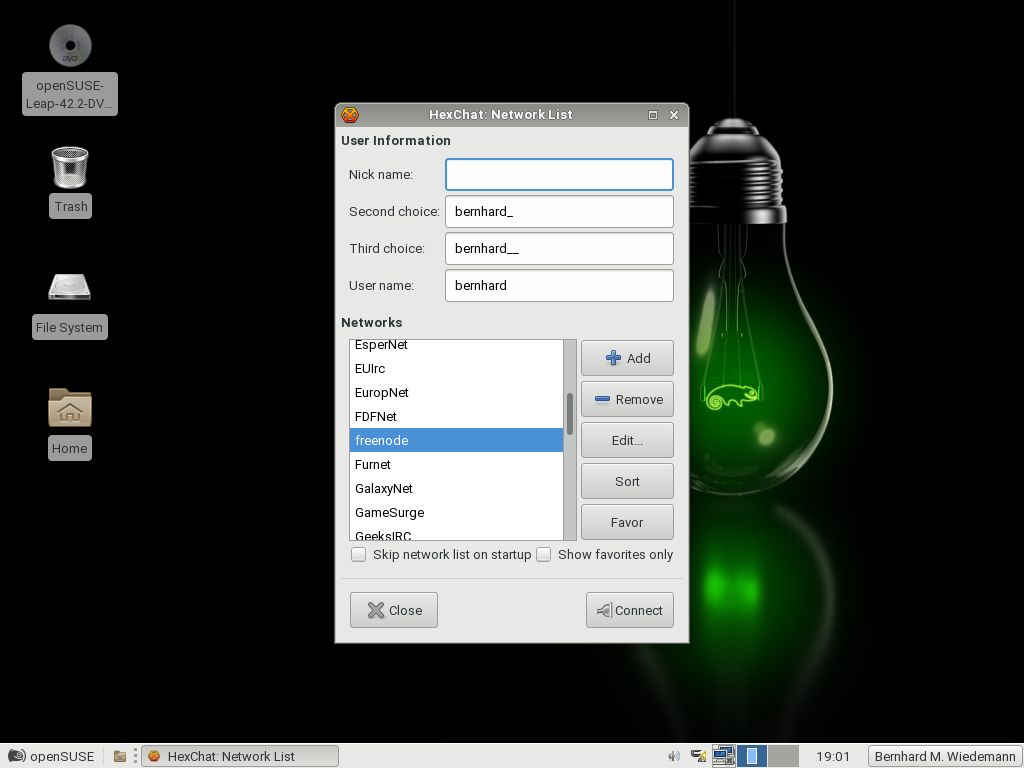 openSUSE-
Leap-42.2-DV...
Trash
File System
Home
HexChat: Network List
User Information
Nick name:
Second choice: bernhard_
Third choice: bernhard__
User name: bernhard
Networks
EsperNet
EUIrc
EuropNet
FDFNet
freenode
Furnet
GalaxyNet
GameSurge
GeeksIRC
Add
Remove
Edit...
Sort
Favor
Skip network list on startup Show favorites only
Close Connect
openSUSE HexChat: Network List 19:01 Bernhard M. Wiedemann